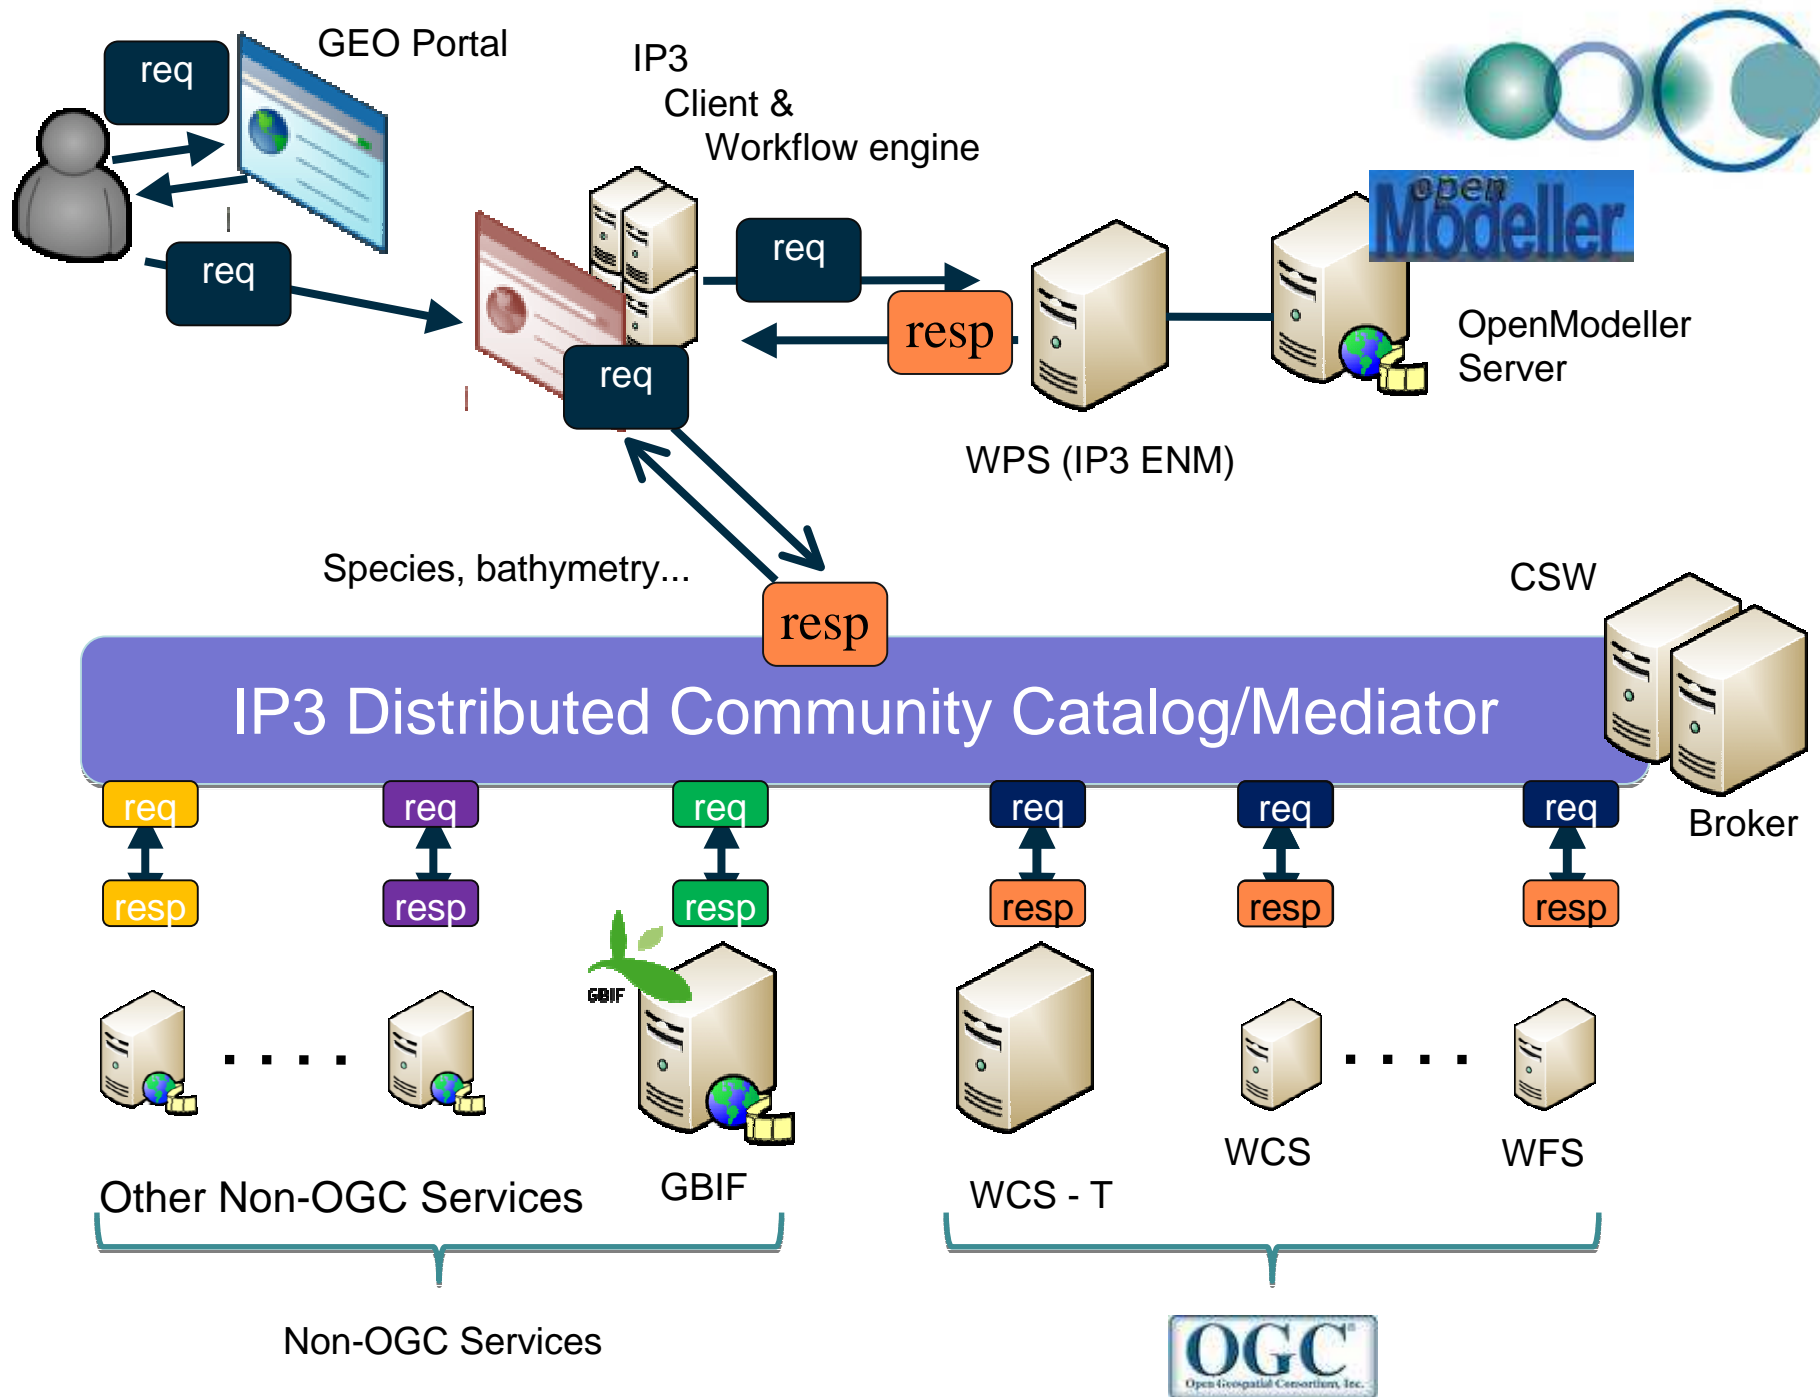 GEO Portal
req
IP3
Client &
Workflow engine
open
Modeller
req
req
resp
req
OpenModeller
Server
WPS (IP3 ENM)
Species, bathymetry...
CSW
resp
IP3 Distributed Community Catalog/Mediator
Broker
req
req
req
req
req
req
resp
resp
resp
resp
resp
resp
GBIF
. . . .
. . . .
WCS
WFS
Other Non-OGC Services
GBIF
WCS - T
Non-OGC Services
OGC®
Open Geospatial Consortium, Inc.